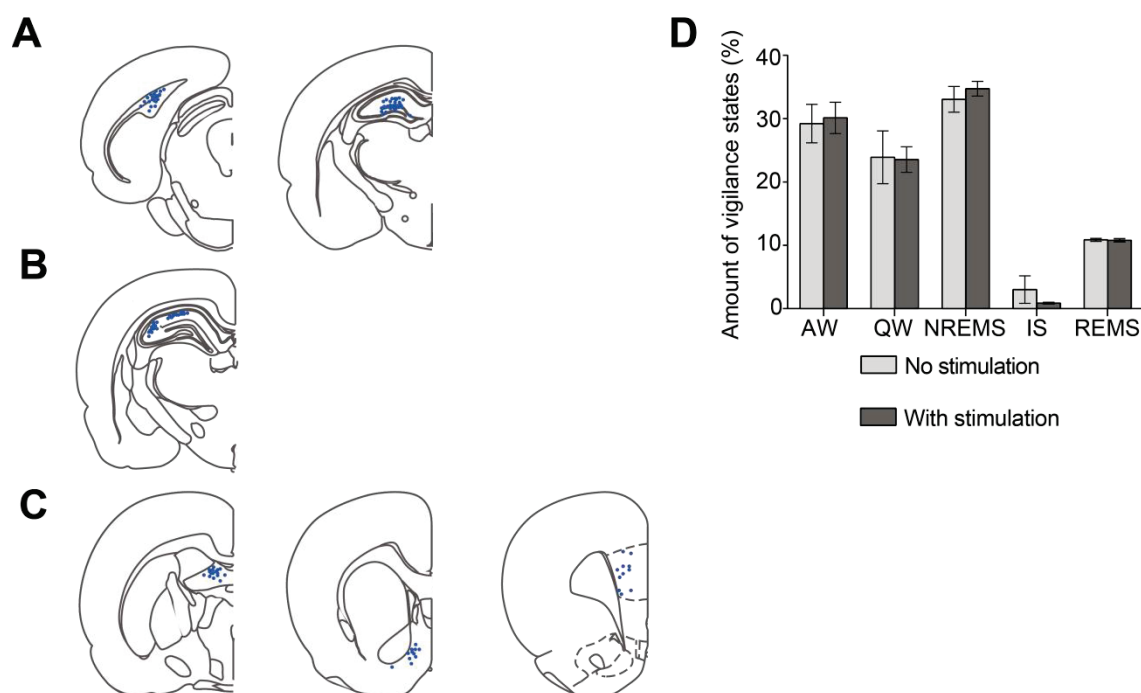 A
B
C
D
Amount of vigilance states (%)
40
30
20
10
0
AW QW NREMS IS REMS
No stimulation
With stimulation